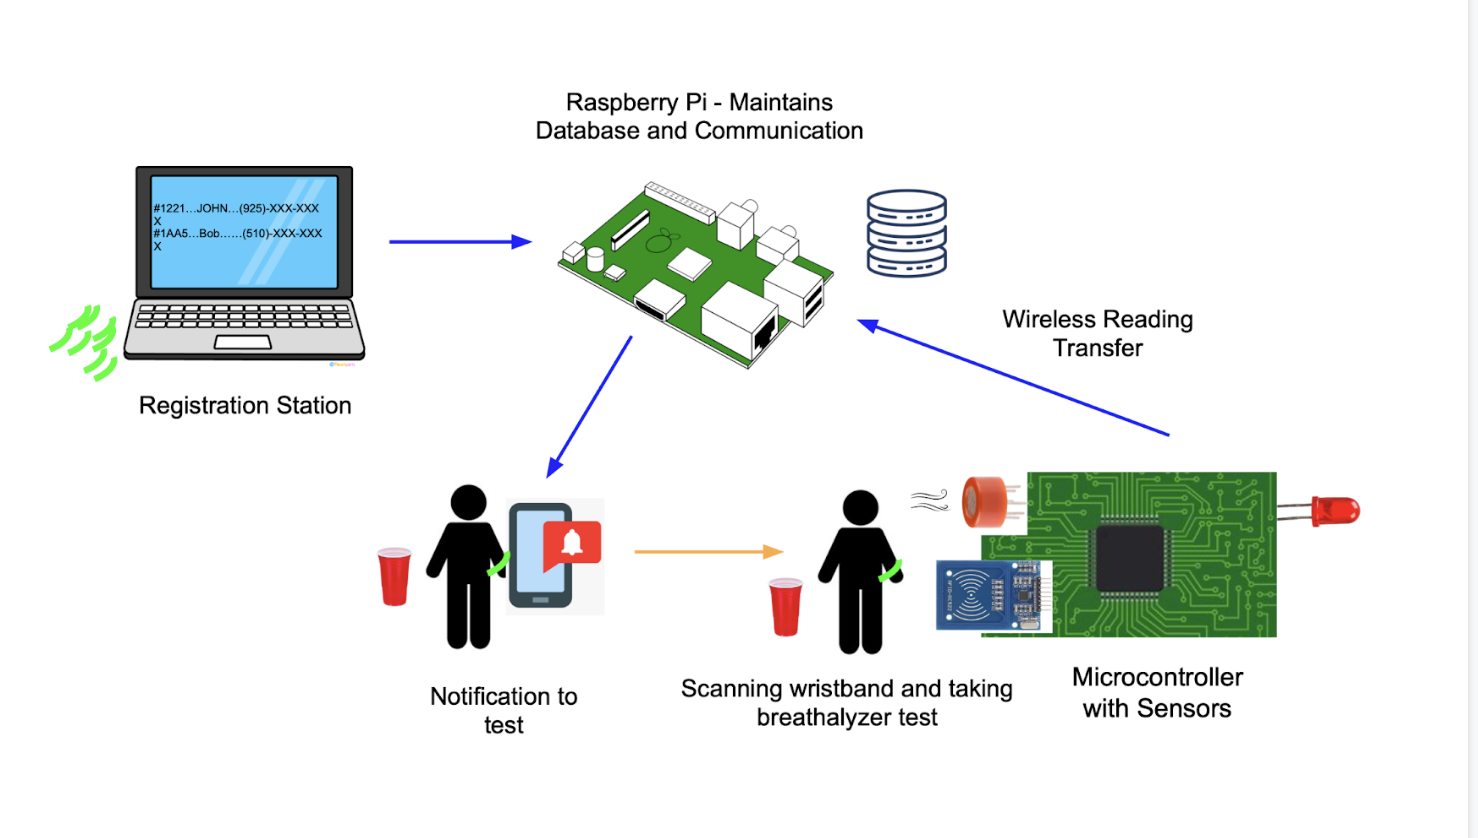 Raspberry Pi - Maintains
Database and Communication
#1221...JOHN...(925)-XXX-XXX
X
#1AA5...Bob......(510)-XXX-XXX
X
Registration Station
Wireless Reading
Transfer
Notification to
test
Scanning wristband and taking
breathalyzer test
Microcontroller
with Sensors